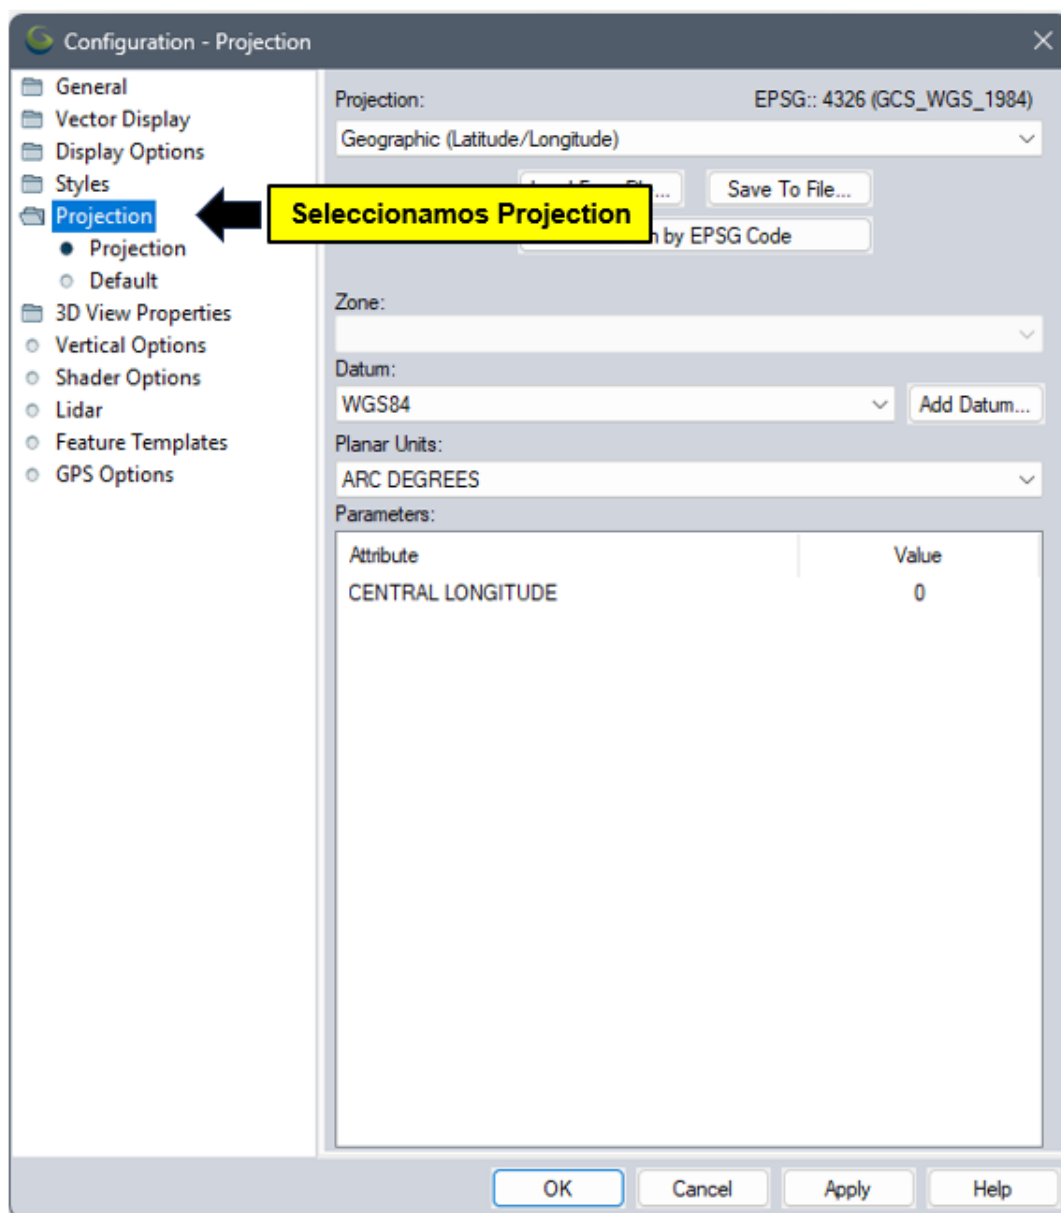 Configuration - Projection
General
Vector Display
Display Options
Styles
Projection
Projection
Default
3D View Properties
Vertical Options
Shader Options
Lidar
Feature Templates
GPS Options
Seleccionamos Projection
Projection: EPSG:: 4326 (GCS_WGS_1984)
Geographic (Latitude/Longitude)
Save To File...
by EPSG Code
Zone:
Datum:
WGS84 Add Datum...
Planar Units:
ARC DEGREES
Parameters:
Attribute Value
CENTRAL LONGITUDE 0
OK Cancel Apply Help